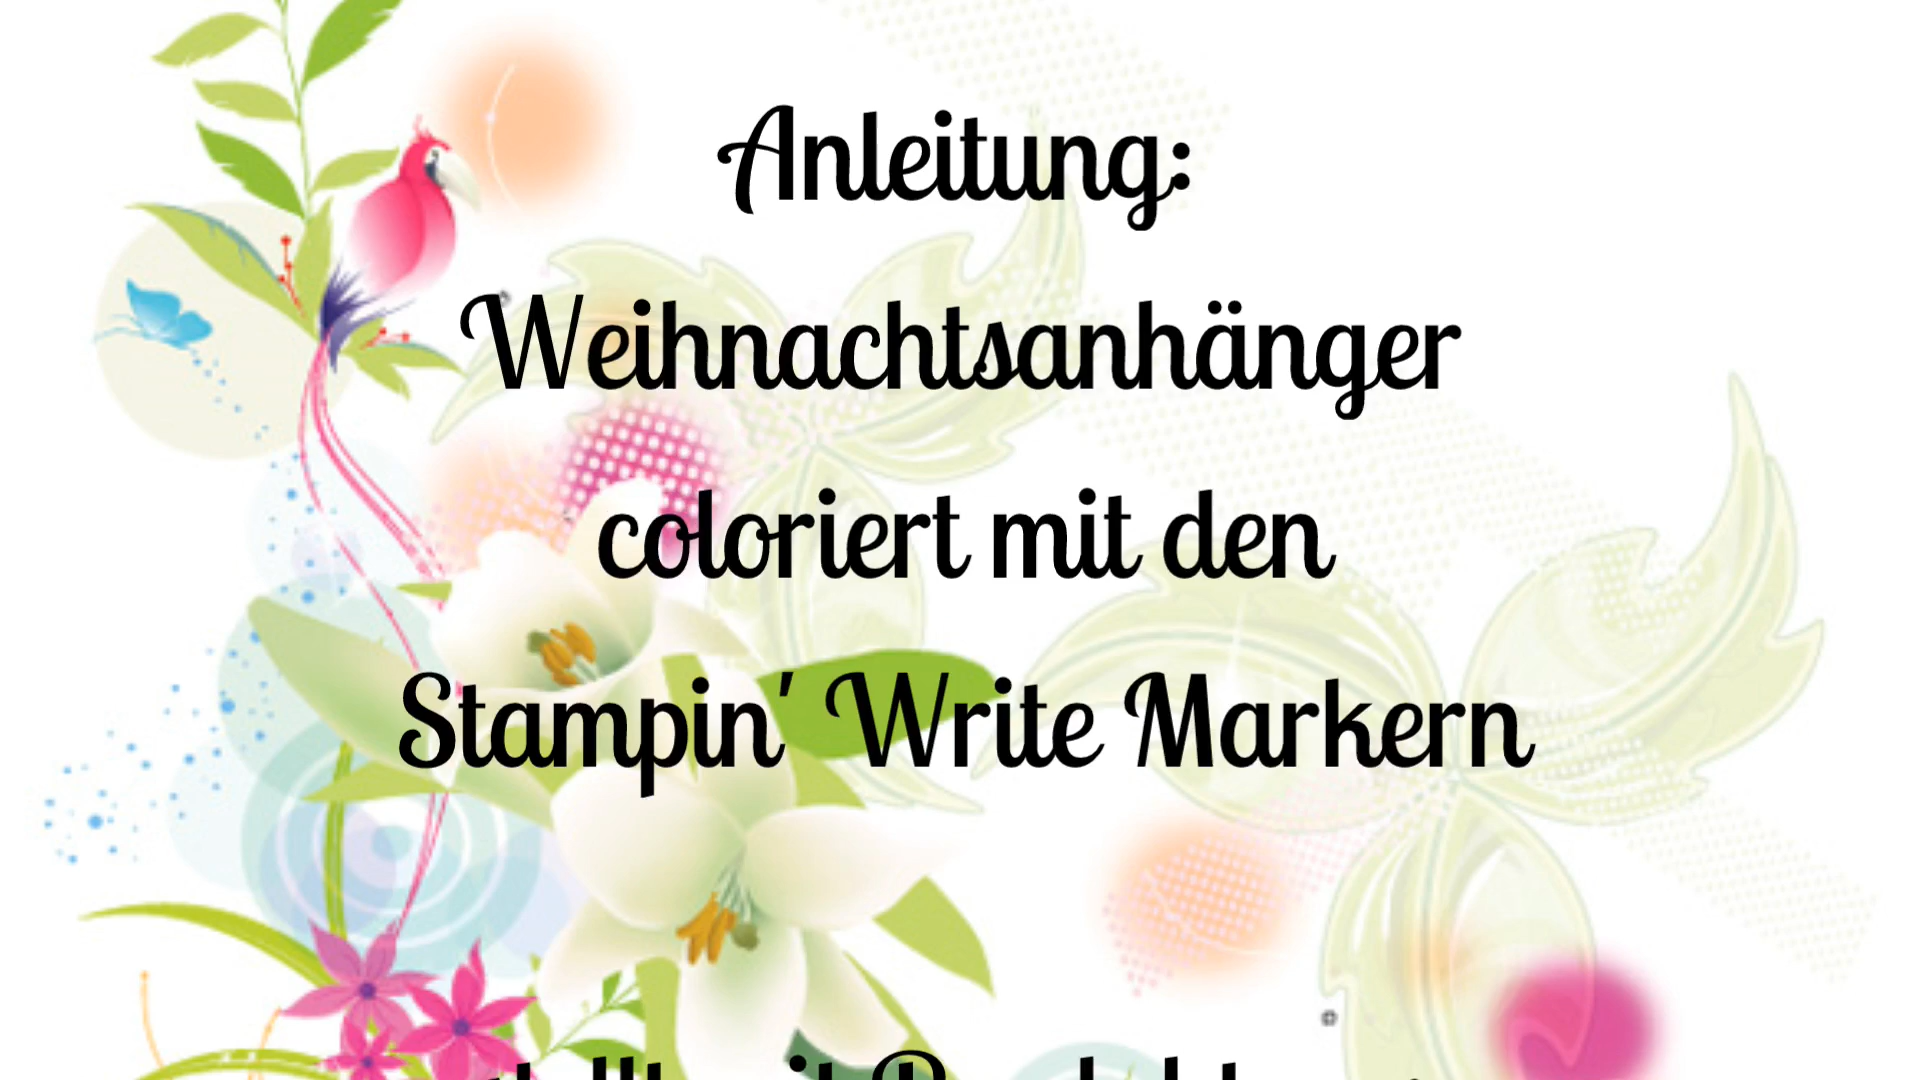 Anleitung:
Weihnachtsanhänger
coloriert mit den
Stampin' Write Markern